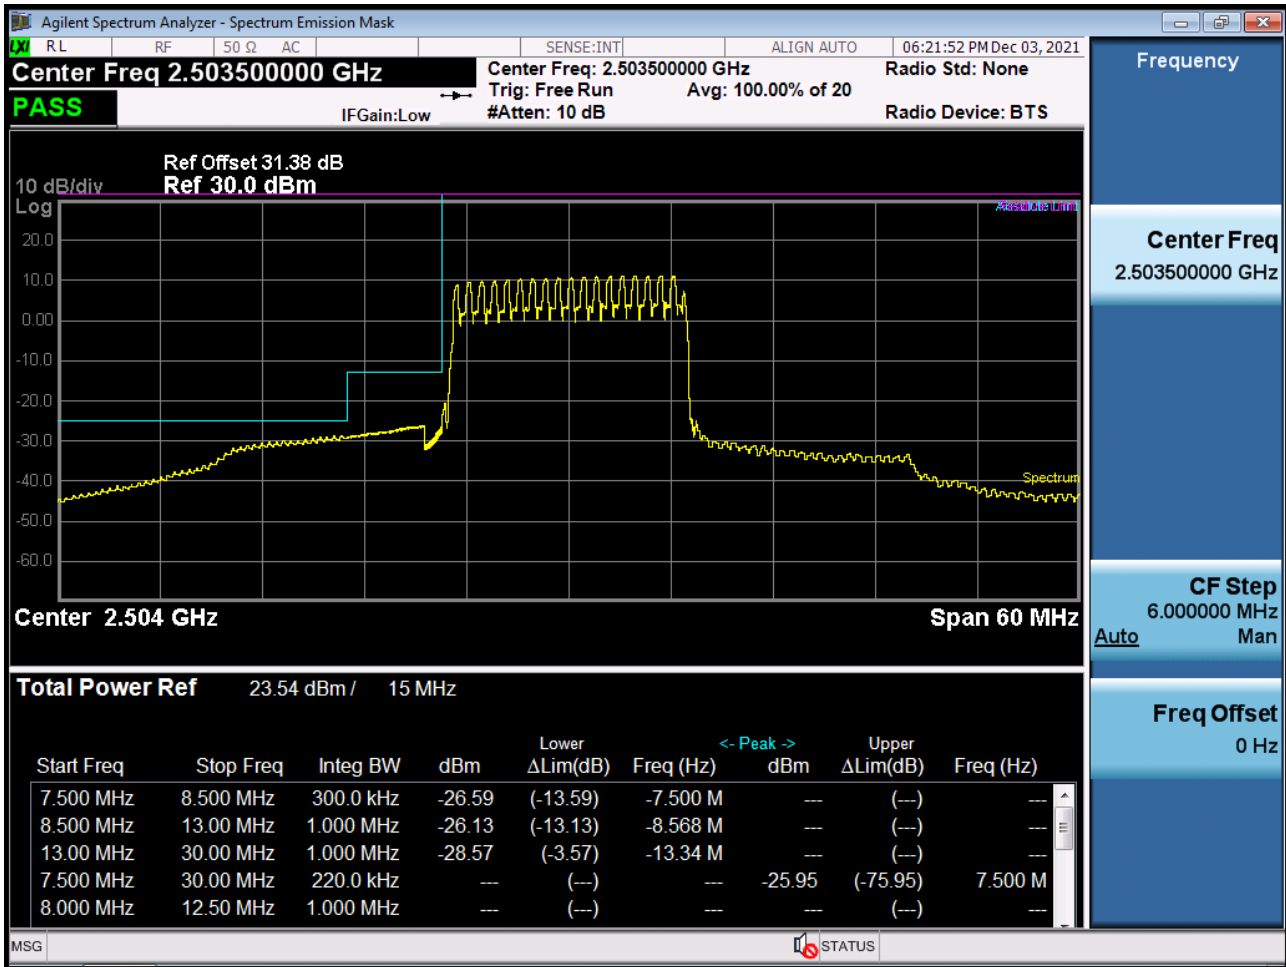 Agilent Spectrum Analyzer - Spectrum Emission Mask
LXI RL RF 50 Ω AC SENSE:INT ALIGN AUTO 06:21:52 PM Dec 03, 2021
Center Freq 2.503500000 GHz
PASS
IFGain:Low
Center Freq: 2.503500000 GHz
Trig: Free Run Avg: 100.00% of 20
#Atten: 10 dB
Radio Std: None
Radio Device: BTS
Ref Offset 31.38 dB
10 dB/div Ref 30.0 dBm
Log
20.0
10.0
0.00
-10.0
-20.0
-30.0
-40.0
-50.0
-60.0
Absolute Limit
Spectrum
Center 2.504 GHz Span 60 MHz
Total Power Ref 23.54 dBm / 15 MHz
Lower <- Peak -> Upper
Start Freq Stop Freq Integ BW dBm ΔLim(dB) Freq (Hz) dBm ΔLim(dB) Freq (Hz)
7.500 MHz 8.500 MHz 300.0 kHz -26.59 (-13.59) -7.500 M --- (---) ---
8.500 MHz 13.00 MHz 1.000 MHz -26.13 (-13.13) -8.568 M --- (---) ---
13.00 MHz 30.00 MHz 1.000 MHz -28.57 (-3.57) -13.34 M --- (---) ---
7.500 MHz 30.00 MHz 220.0 kHz --- (---) --- -25.95 (-75.95) 7.500 M
8.000 MHz 12.50 MHz 1.000 MHz --- (---) --- --- (---) ---
MSG STATUS
Frequency
Center Freq
2.503500000 GHz
CF Step
6.000000 MHz
Auto Man
Freq Offset
0 Hz